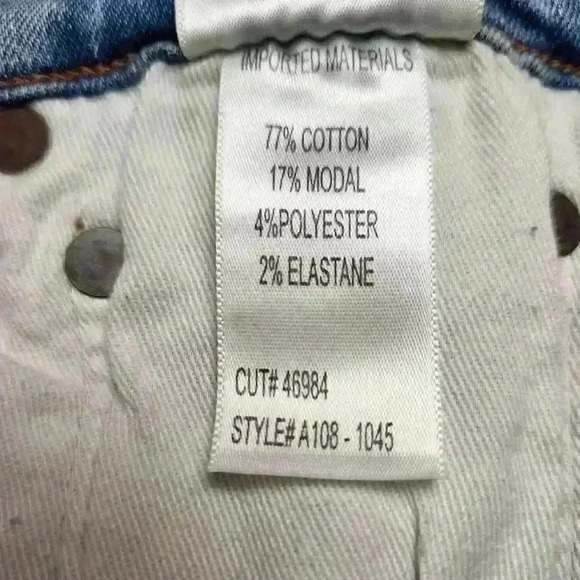 IMPORTED MATERIALS
77% COTTON
17% MODAL
4%POLYESTER
2% ELASTANE
CUT# 46984
STYLE# A108 - 1045